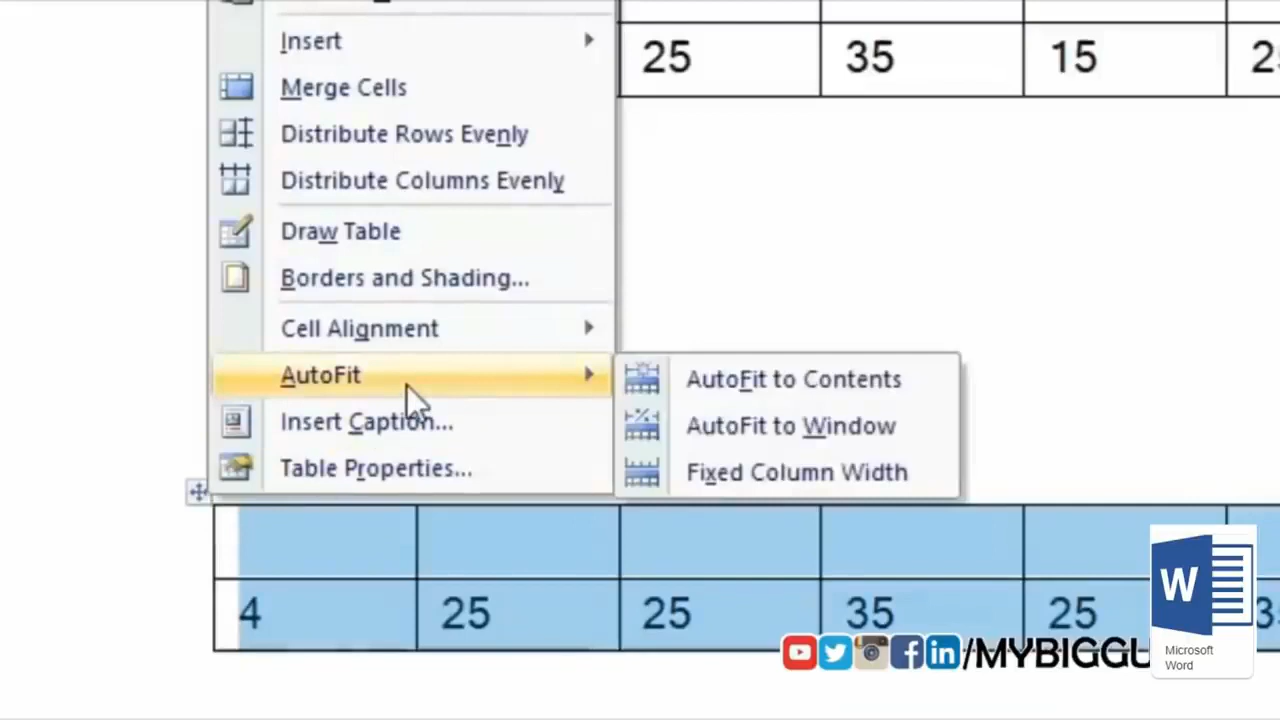 Insert
25 35 15
Merge Cells
Distribute Rows Evenly
Distribute Columns Evenly
Draw Table
Borders and Shading...
Cell Alignment
AutoFit
AutoFit to Contents
Insert Caption...
AutoFit to Window
Table Properties...
Fixed Column Width
4 25 25 35 25
/MYBIGGU
W
Microsoft
Word